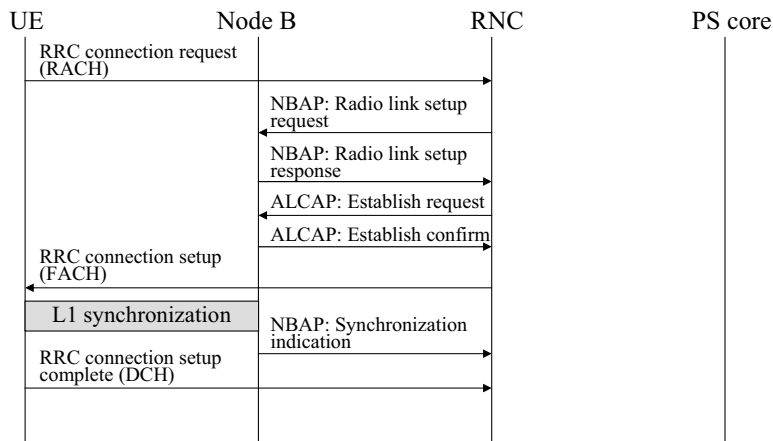 UE Node B RNC PS core
RRC connection request
(RACH)
NBAP: Radio link setup
request
NBAP: Radio link setup
response
ALCAP: Establish request
ALCAP: Establish confirm
RRC connection setup
(FACH)
L1 synchronization
NBAP: Synchronization
indication
RRC connection setup
complete (DCH)